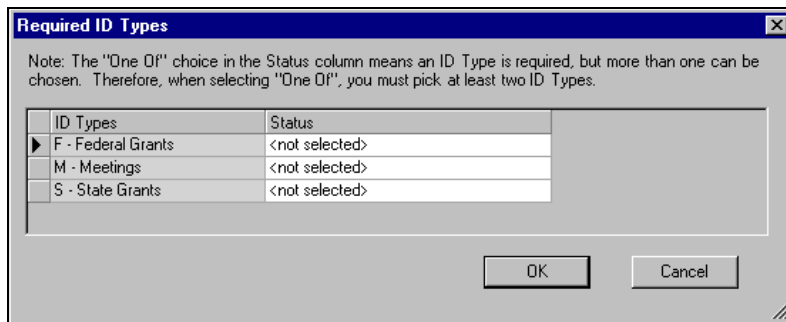 Required ID Types
Note: The "One Of" choice in the Status column means an ID Type is required, but more than one can be
chosen.  Therefore, when selecting "One Of", you must pick at least two ID Types.
ID Types Status
F - Federal Grants <not selected>
M - Meetings <not selected>
S - State Grants <not selected>
OK Cancel